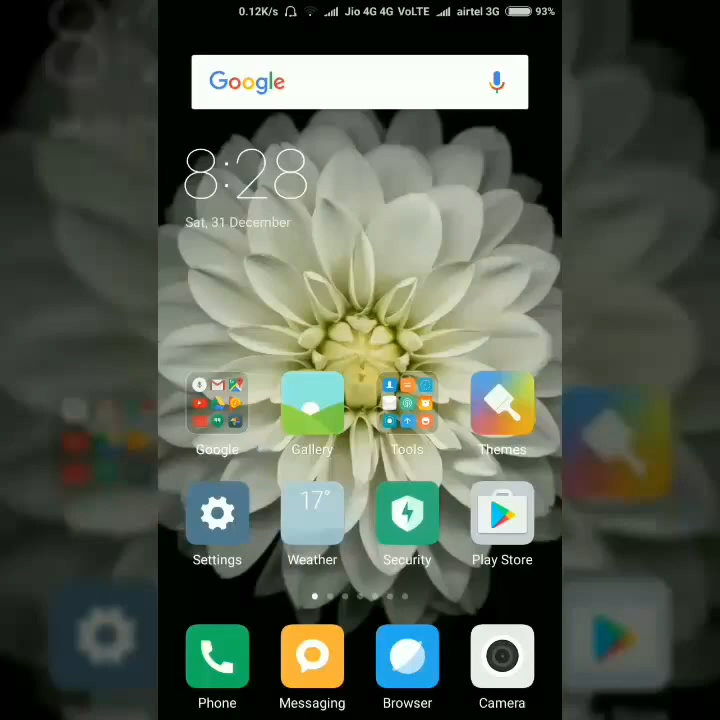 0.12K/s Jio 4G 4G VoLTE airtel 3G 93%
Google
8:28
Sat, 31 December
Google Gallery Tools Themes
17°
Settings Weather Security Play Store
Phone Messaging Browser Camera